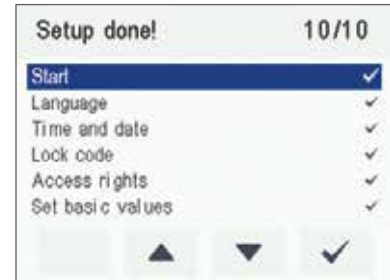 Setup done! 10/10
Start
Language
Time and date
Lock code
Access rights
Set basic values